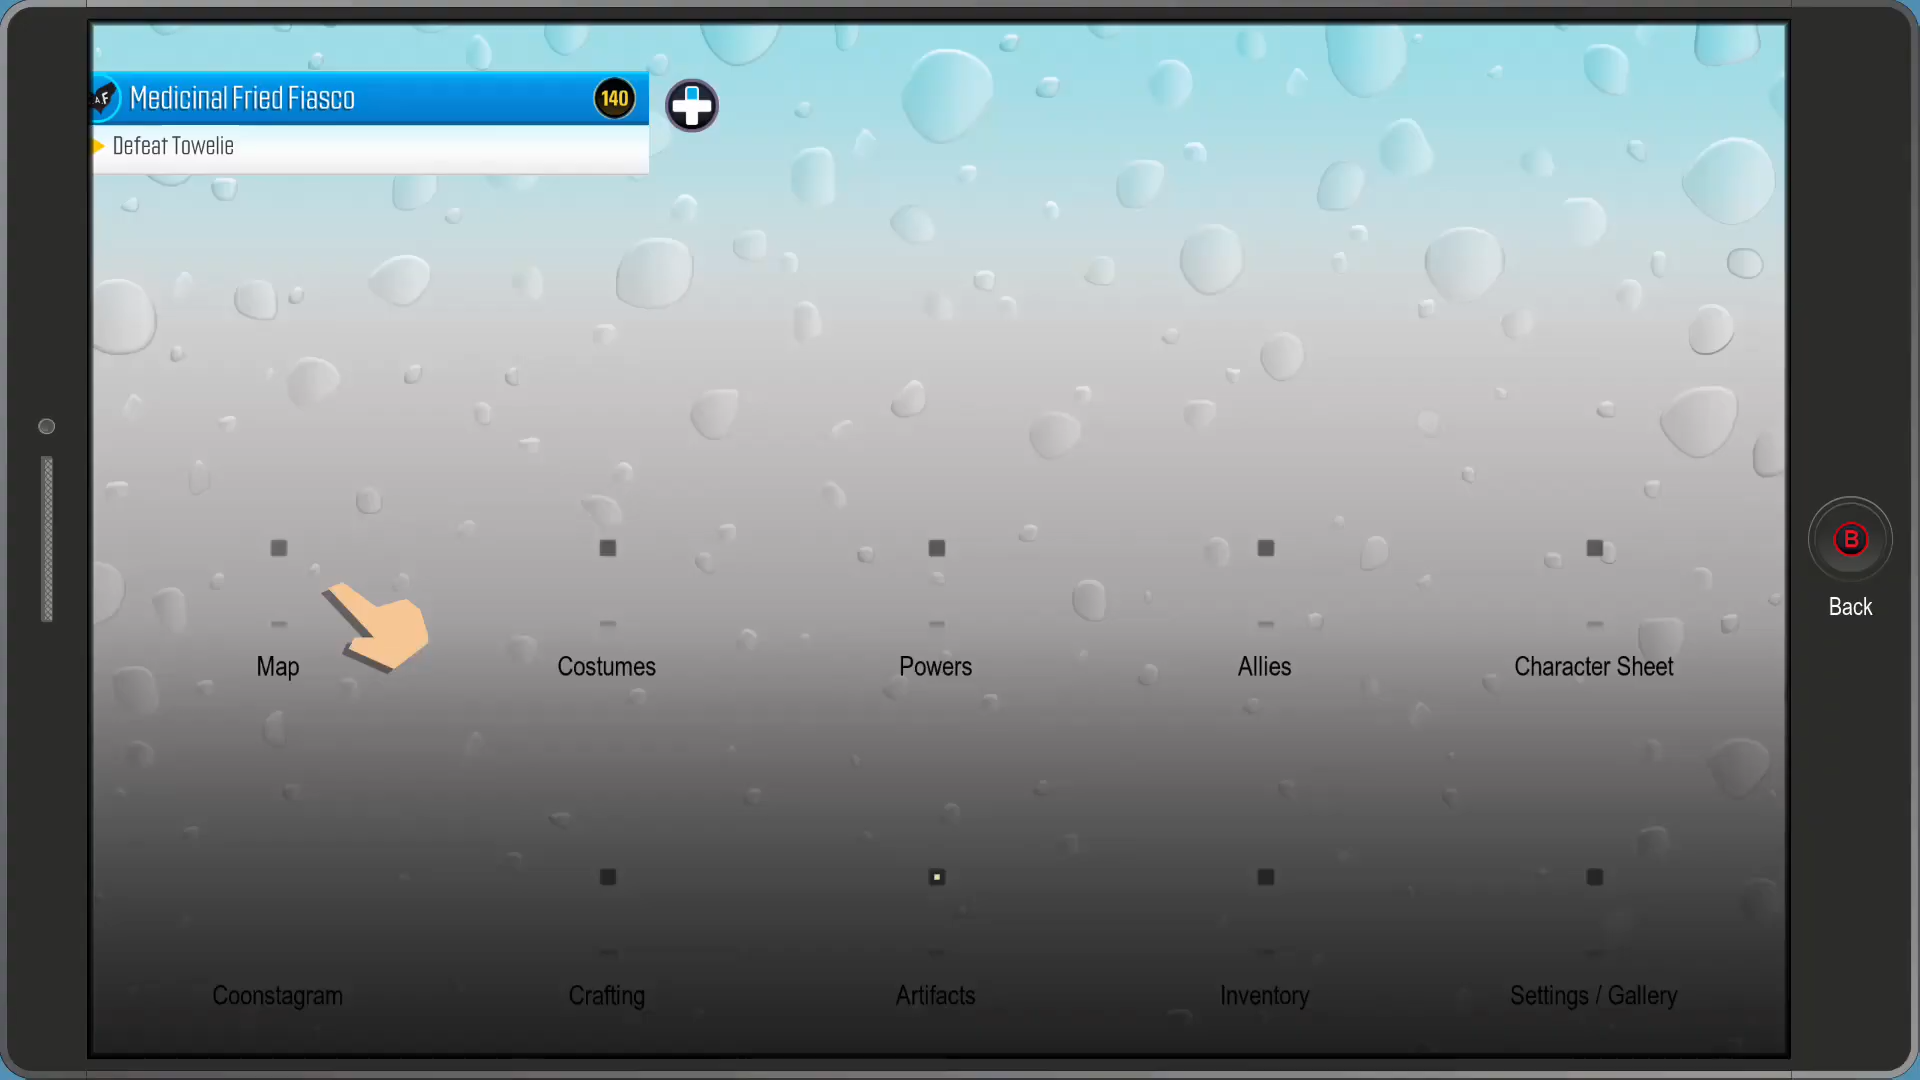 Medicinal Fried Fiasco
140
Defeat Towelie
B
Back
Map
Costumes
Powers
Allies
Character Sheet
Coonstagram
Crafting
Artifacts
Inventory
Settings / Gallery